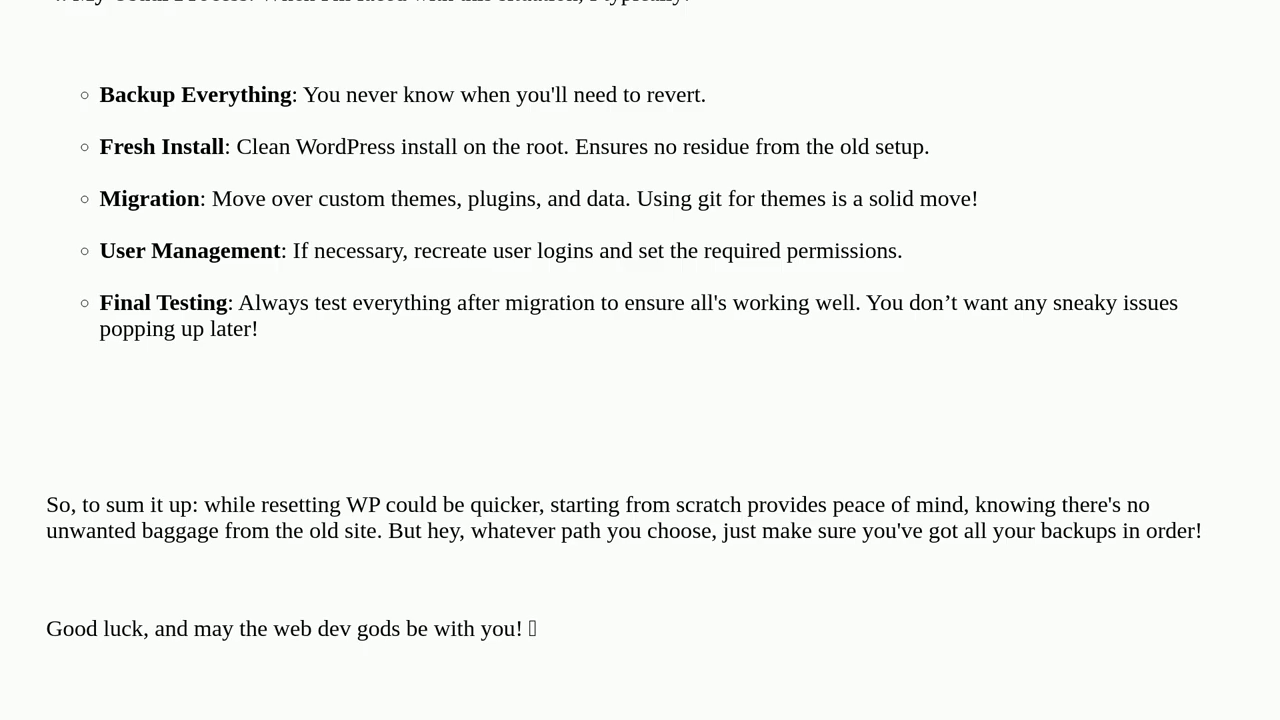 Backup Everything: You never know when you'll need to revert.
Fresh Install: Clean WordPress install on the root. Ensures no residue from the old setup.
Migration: Move over custom themes, plugins, and data. Using git for themes is a solid move!
User Management: If necessary, recreate user logins and set the required permissions.
Final Testing: Always test everything after migration to ensure all's working well. You don’t want any sneaky issues
popping up later!
So, to sum it up: while resetting WP could be quicker, starting from scratch provides peace of mind, knowing there's no
unwanted baggage from the old site. But hey, whatever path you choose, just make sure you've got all your backups in order!
Good luck, and may the web dev gods be with you!